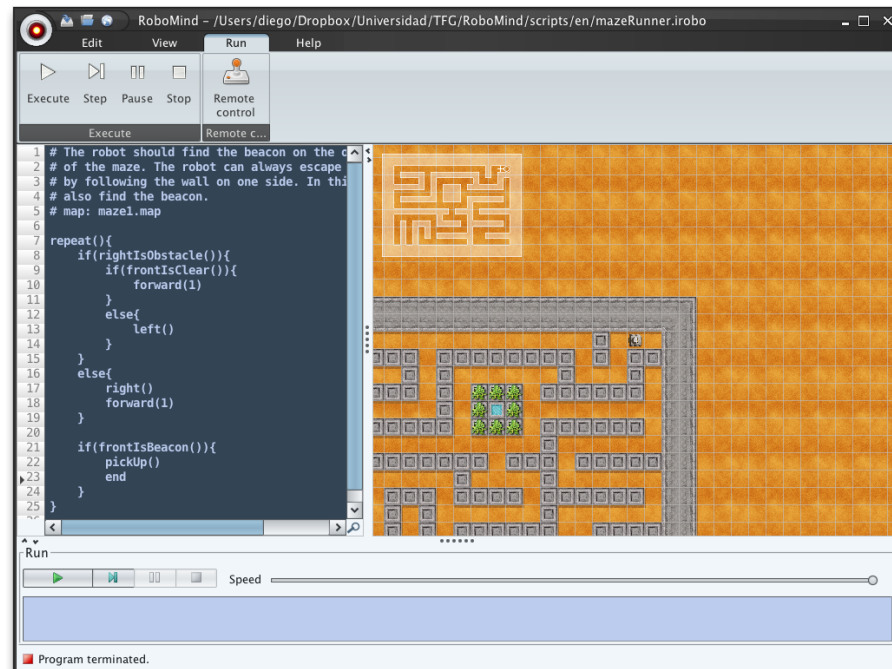 RoboMind - /Users/diego/Dropbox/Universidad/TFG/RoboMind/scripts/en/mazeRunner.irobo
Edit View Run Help
Execute Step Pause Stop Remote control
Execute Remote c...
1 # The robot should find the beacon on the
2 # of the maze. The robot can always escape
3 # by following the wall on one side. In thi
4 # also find the beacon.
5 # map: maze1.map
6
7 repeat(){
8 if(rightIsObstacle()){
9 if(frontIsClear()){
10 forward(1)
11 }
12 else{
13 left()
14 }
15 }
16 else{
17 right()
18 forward(1)
19 }
20
21 if(frontIsBeacon()){
22 pickUp()
23 end
24 }
25 }
Run
Speed
Program terminated.